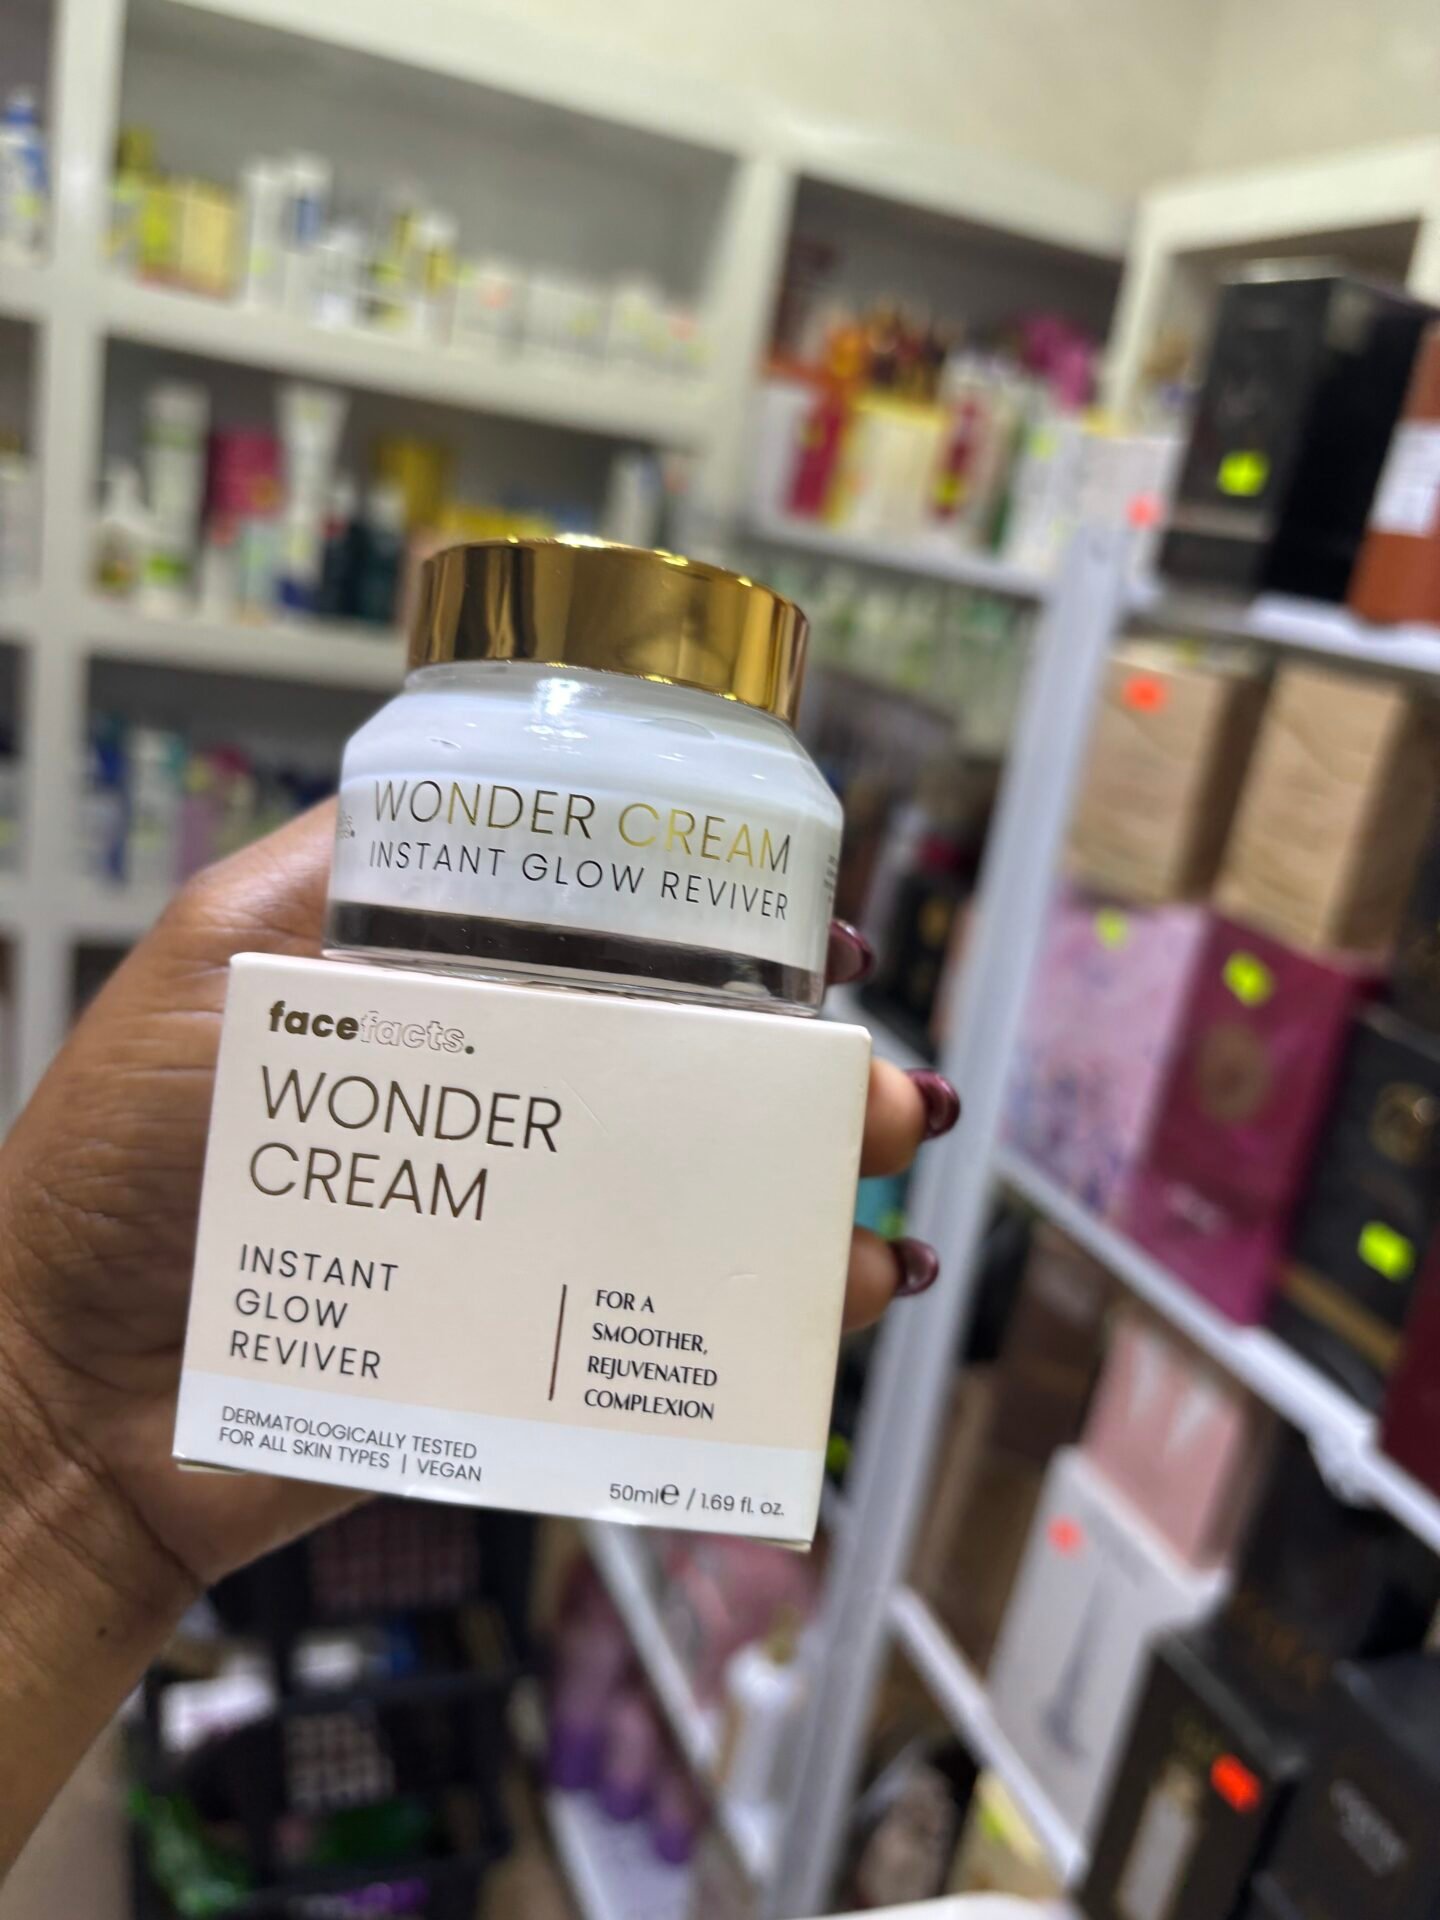 WONDER CREAM
INSTANT GLOW REVIVER
facefacts.
WONDER
CREAM
INSTANT
GLOW
REVIVER
FOR A
SMOOTHER,
REJUVENATED
COMPLEXION
DERMATOLOGICALLY TESTED
FOR ALL SKIN TYPES | VEGAN
50ml℮ / 1.69 fl. oz.